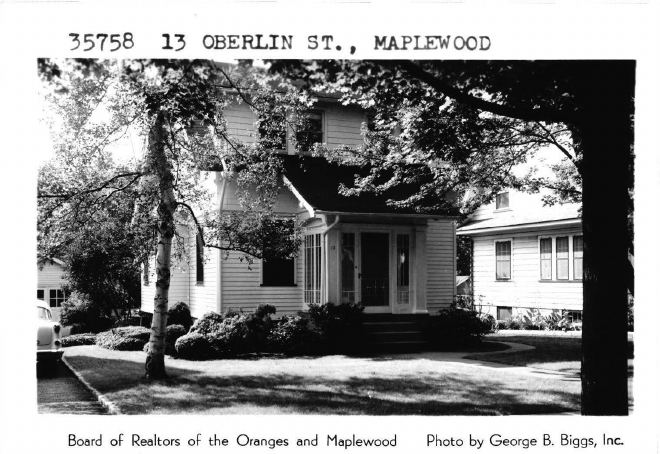 35758 13 OBERLIN ST., MAPLEWOOD
Board of Realtors of the Oranges and Maplewood Photo by George B. Biggs, Inc.